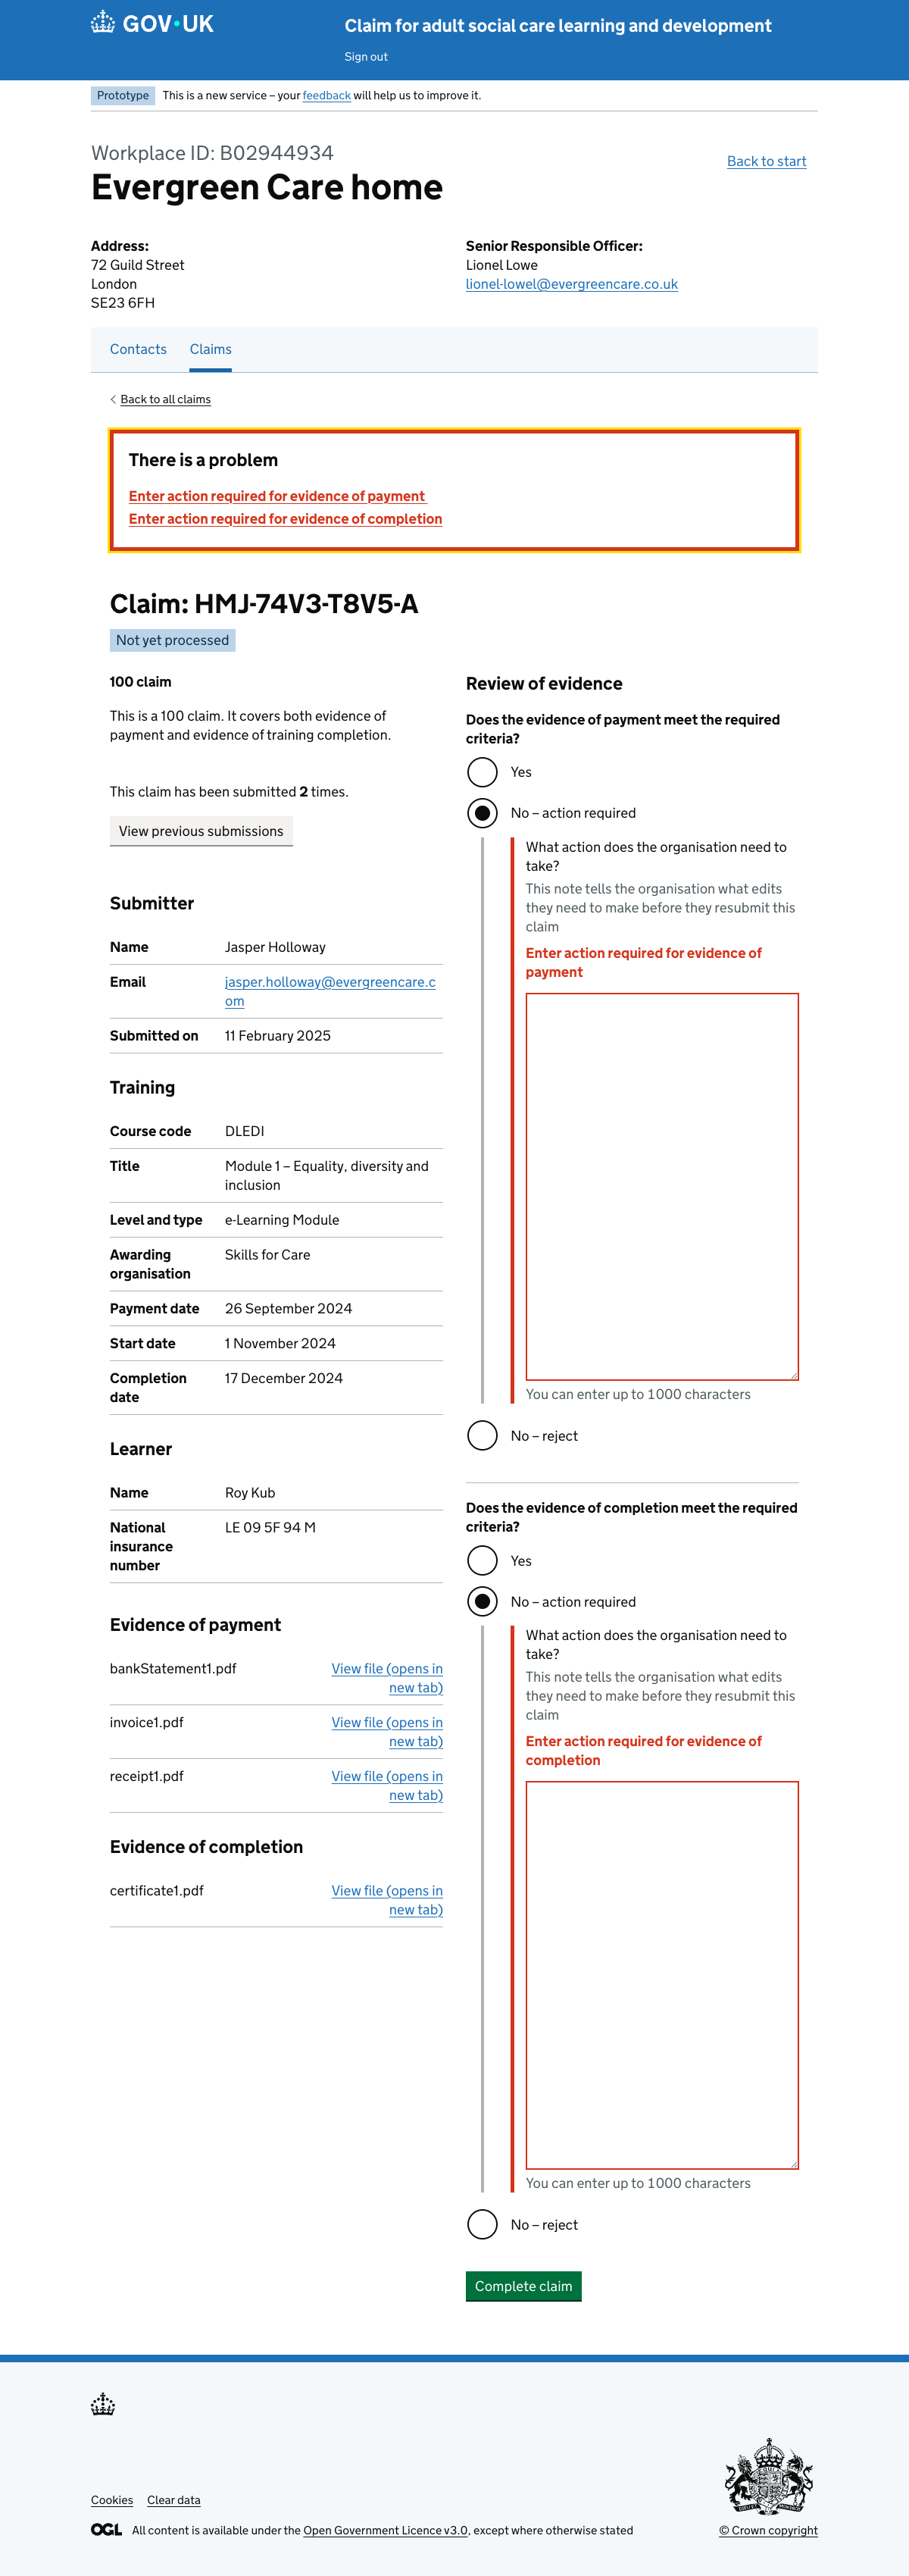 GOV·UK
Claim for adult social care learning and development
Sign out
Prototype
This is a new service – your feedback will help us to improve it.
Workplace ID: B02944934
Evergreen Care home
Back to start
Address:
72 Guild Street
London
SE23 6FH
Senior Responsible Officer:
Lionel Lowe
lionel-lowel@evergreencare.co.uk
Contacts
Claims
Back to all claims
There is a problem
Enter action required for evidence of payment
Enter action required for evidence of completion
Claim: HMJ-74V3-T8V5-A
Not yet processed
100 claim
This is a 100 claim. It covers both evidence of
payment and evidence of training completion.
This claim has been submitted 2 times.
View previous submissions
Submitter
Name
Jasper Holloway
Email
jasper.holloway@evergreencare.c
om
Submitted on
11 February 2025
Training
Course code
DLEDI
Title
Module 1 – Equality, diversity and
inclusion
Level and type
e-Learning Module
Awarding
organisation
Skills for Care
Payment date
26 September 2024
Start date
1 November 2024
Completion
date
17 December 2024
Learner
Name
Roy Kub
National
insurance
number
LE 09 5F 94 M
Evidence of payment
bankStatement1.pdf
View file (opens in
new tab)
invoice1.pdf
View file (opens in
new tab)
receipt1.pdf
View file (opens in
new tab)
Evidence of completion
certificate1.pdf
View file (opens in
new tab)
Review of evidence
Does the evidence of payment meet the required
criteria?
Yes
No – action required
What action does the organisation need to
take?
This note tells the organisation what edits
they need to make before they resubmit this
claim
Enter action required for evidence of
payment
You can enter up to 1000 characters
No – reject
Does the evidence of completion meet the required
criteria?
Yes
No – action required
What action does the organisation need to
take?
This note tells the organisation what edits
they need to make before they resubmit this
claim
Enter action required for evidence of
completion
You can enter up to 1000 characters
No – reject
Complete claim
Cookies
Clear data
OGL
All content is available under the Open Government Licence v3.0, except where otherwise stated
© Crown copyright